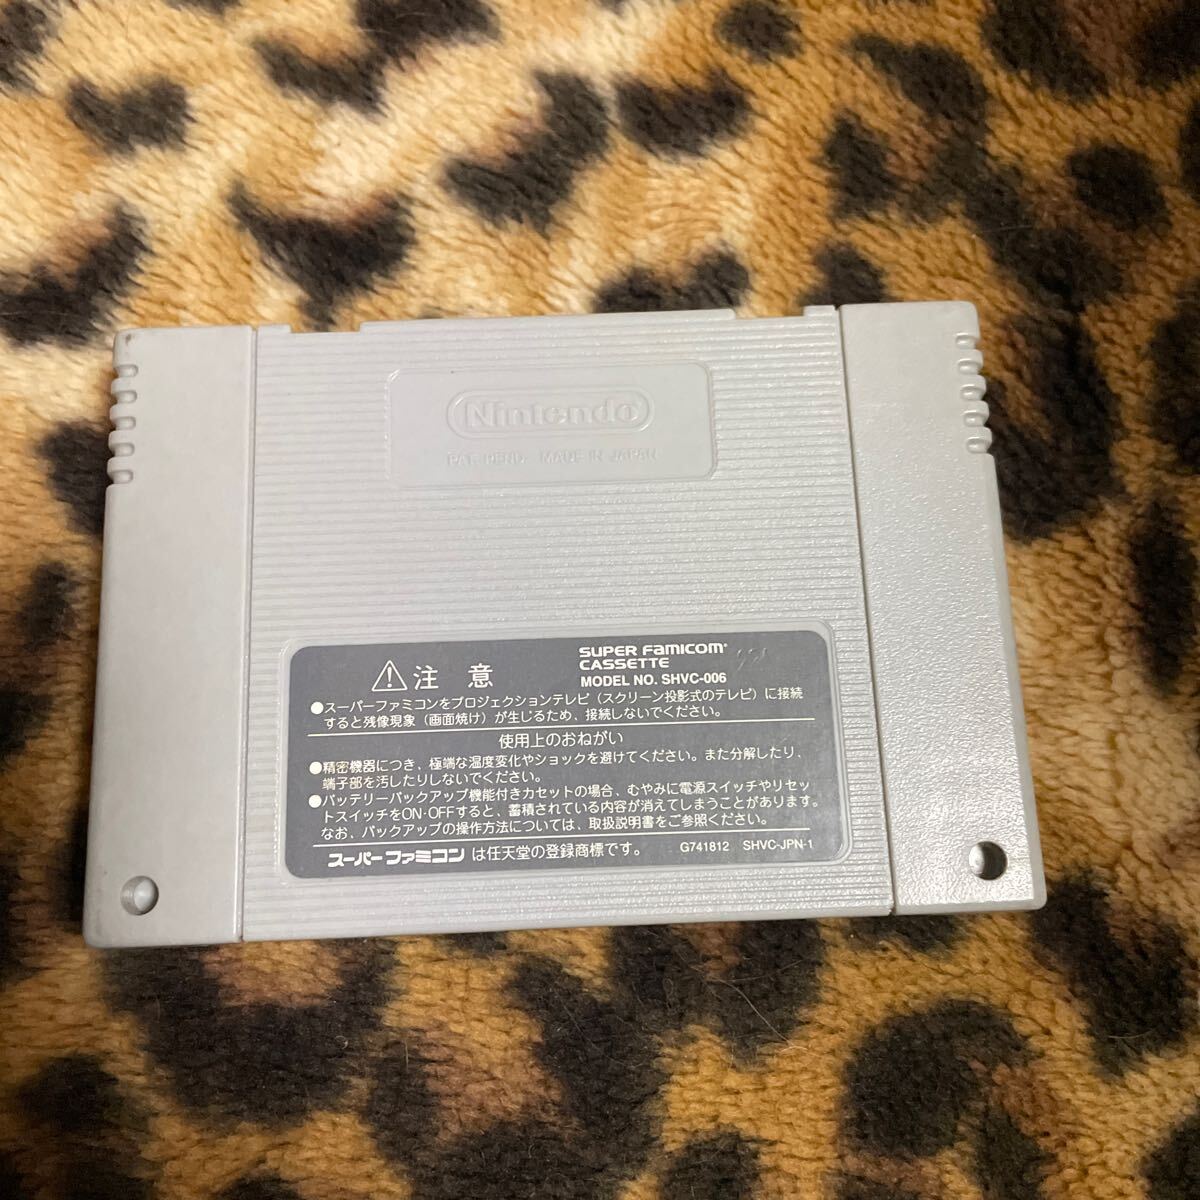 Nintendo
PAT. PEND. MADE IN JAPAN
注 意
SUPER FAMICOM
CASSETTE
MODEL NO. SHVC-006
●スーパーファミコンをプロジェクションテレビ（スクリーン投影式のテレビ）に接続
すると残像現象（画面焼け）が生じるため、接続しないでください。
使用上のおねがい
●精密機器につき、極端な温度変化やショックを避けてください。また分解したり、
端子部を汚したりしないでください。
●バッテリーバックアップ機能付きカセットの場合、むやみに電源スイッチやリセッ
トスイッチをON·OFFすると、蓄積されている内容が消えてしまうことがあります。
なお、バックアップの操作方法については、取扱説明書をご参照ください。
スーパーファミコン は任天堂の登録商標です。
G741812 SHVC-JPN-1